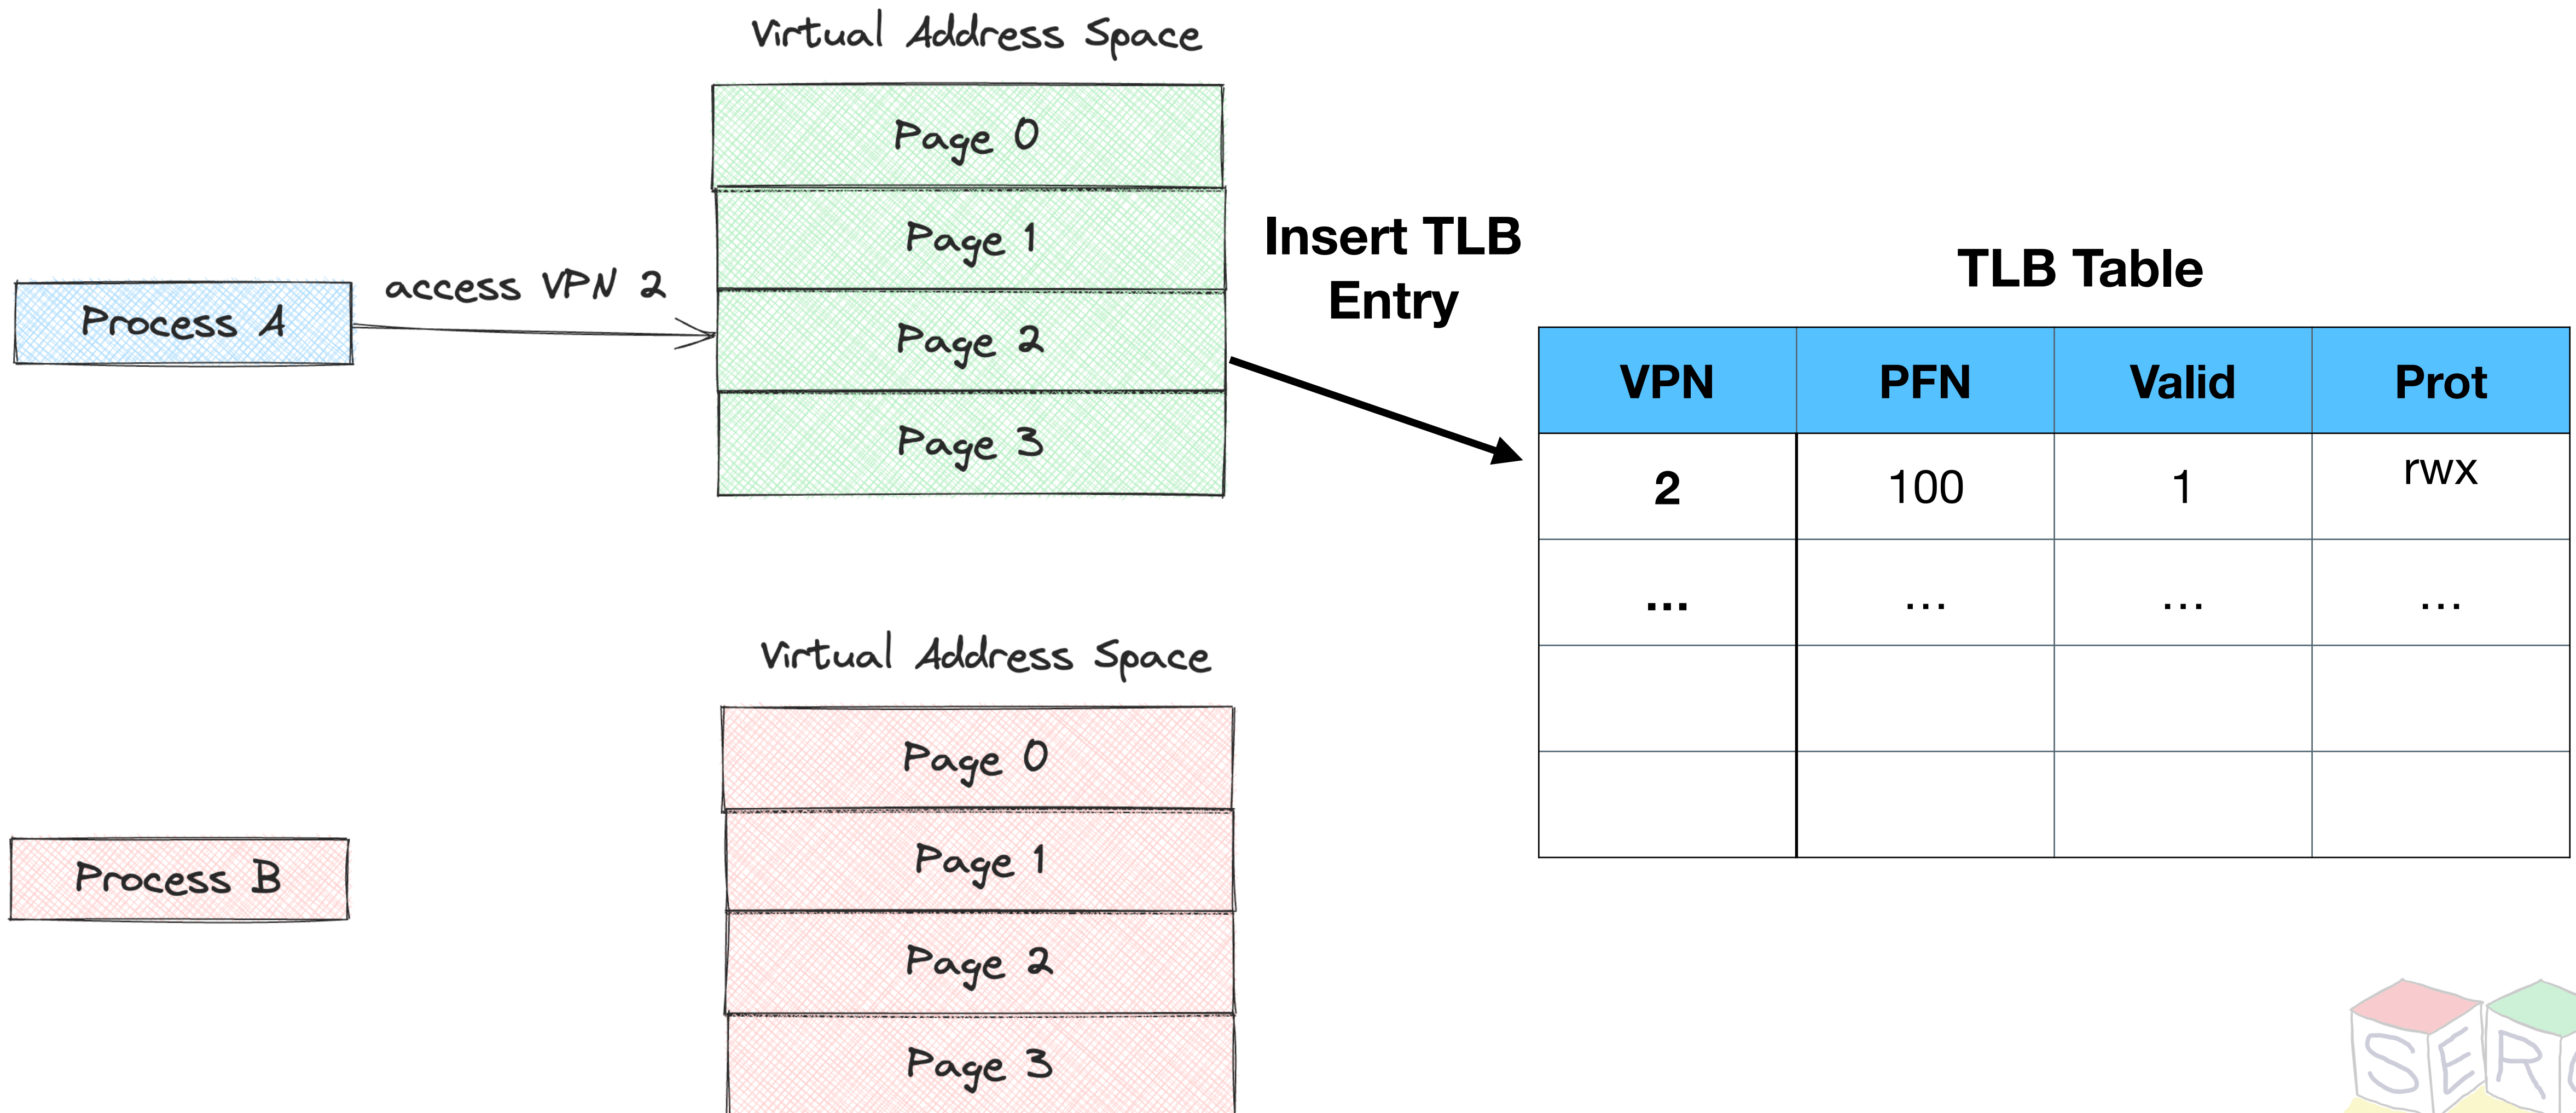 Virtual Address Space
Page 0
Page 1
Page 2
Page 3
Process A
access VPN 2
Insert TLB
Entry
TLB Table
VPN PFN Valid Prot
2 100 1 rwx
... ... ... ...
Virtual Address Space
Page 0
Page 1
Page 2
Page 3
Process B
SER